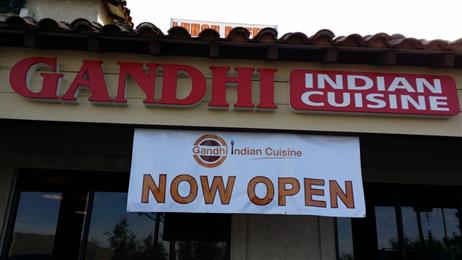 GANDHI
INDIAN
CUISINE
Gandhi Indian Cuisine
NOW OPEN